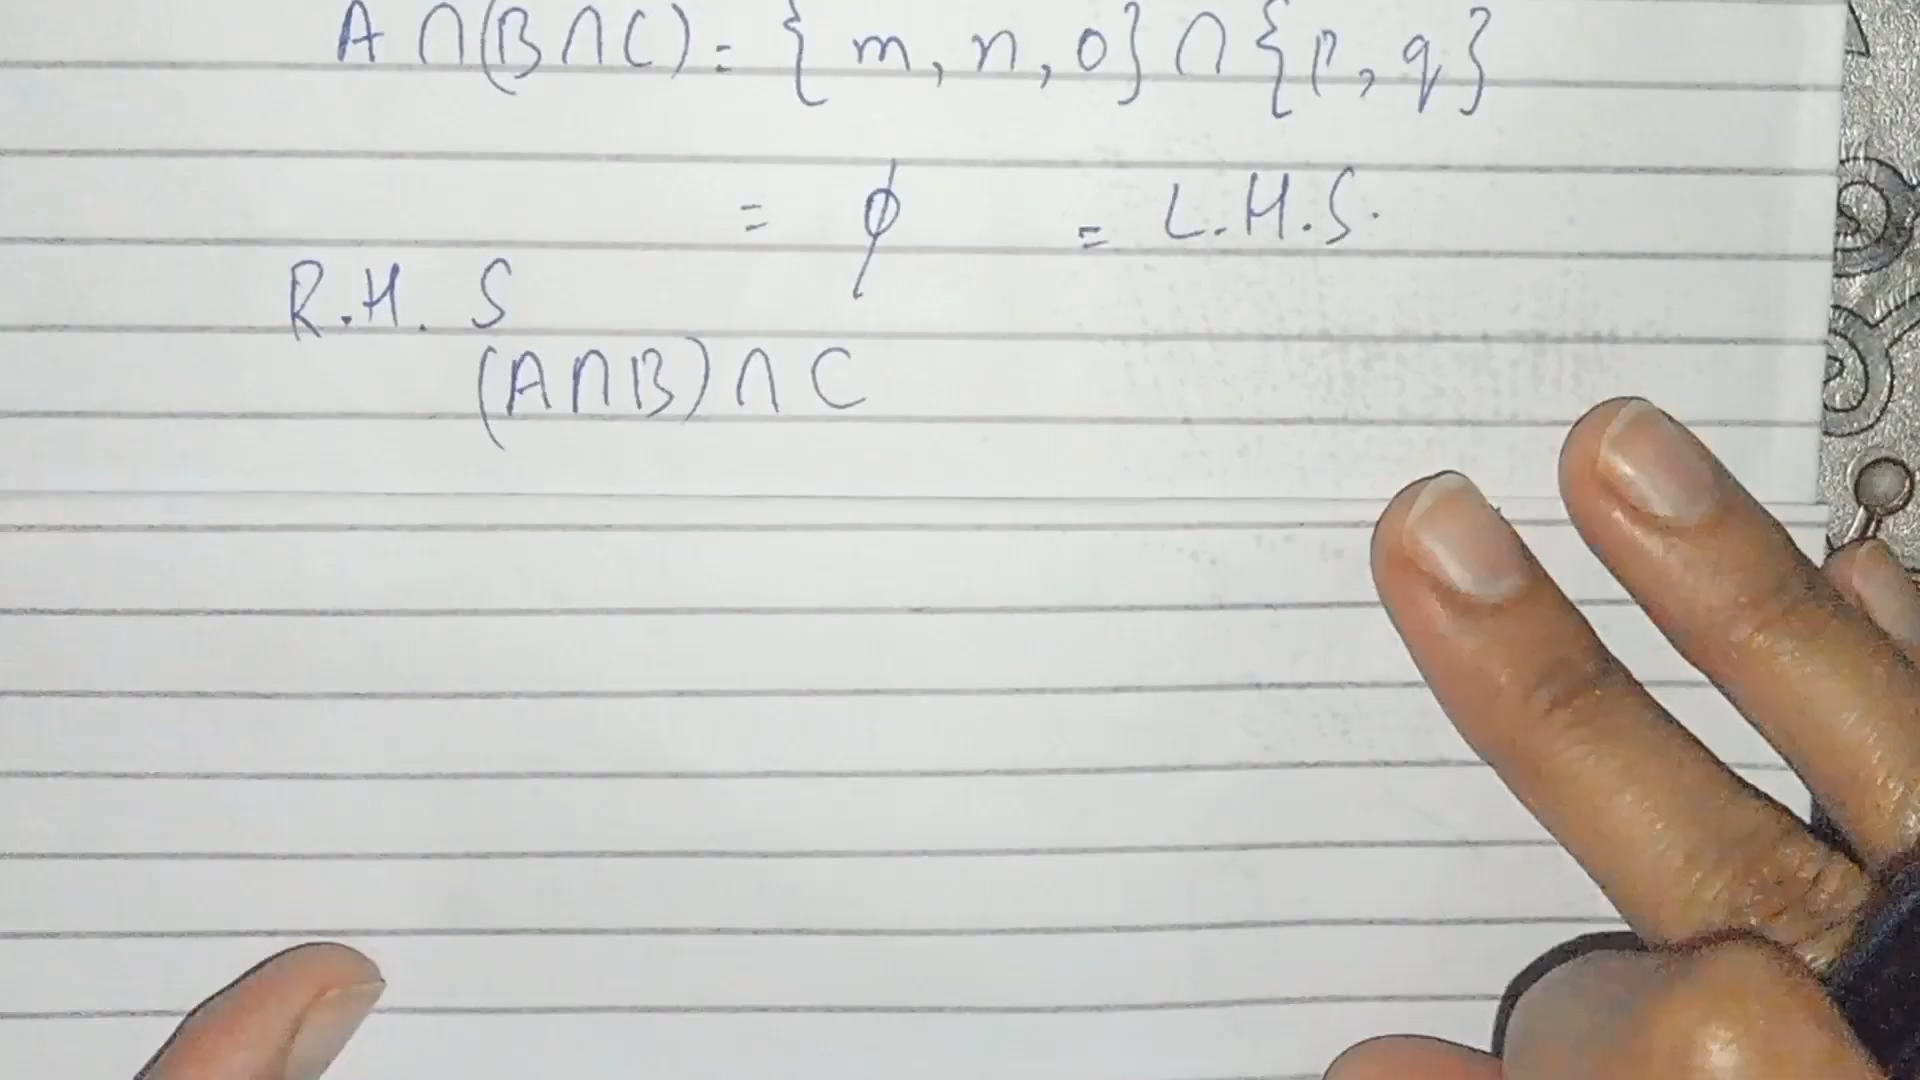 A ∩ (B ∩ C) = { m, n, o } ∩ { p, q }
= ϕ = L.H.S.
R.H.S
(A ∩ B) ∩ C